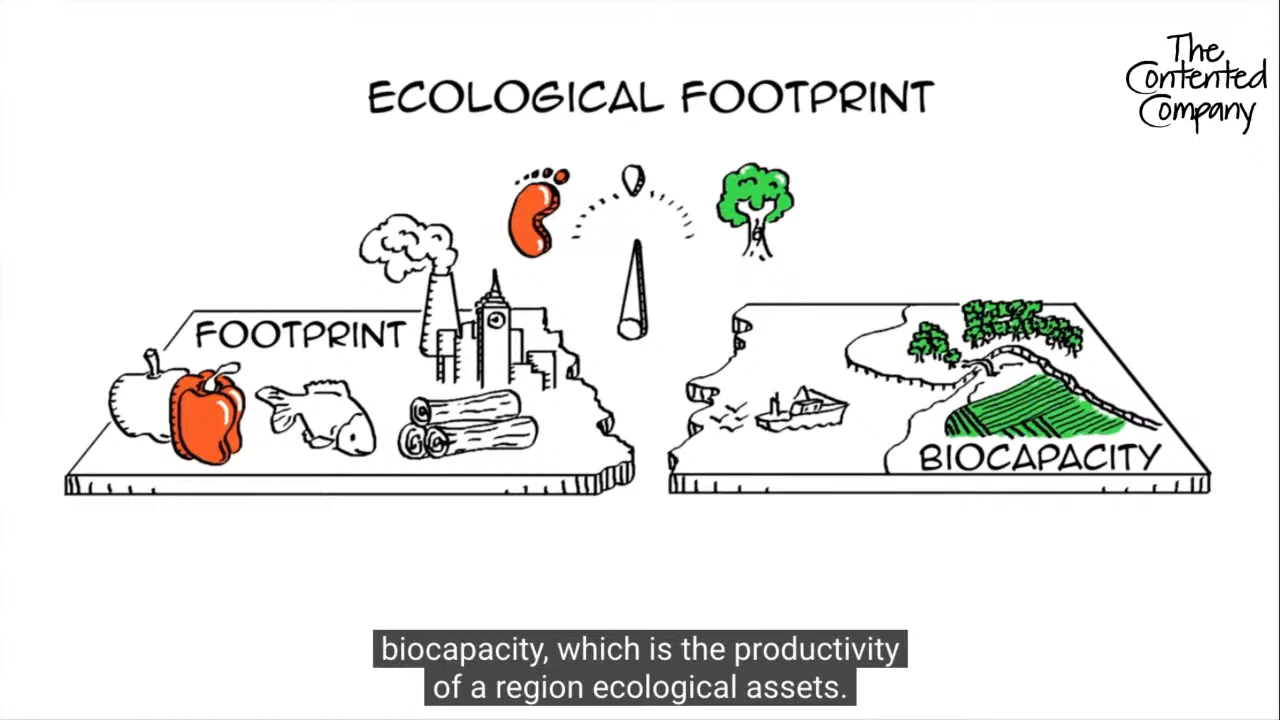 The
Contented
Company
ECOLOGICAL FOOTPRINT
FOOTPRINT
BIOCAPACITY
biocapacity, which is the productivity
of a region ecological assets.